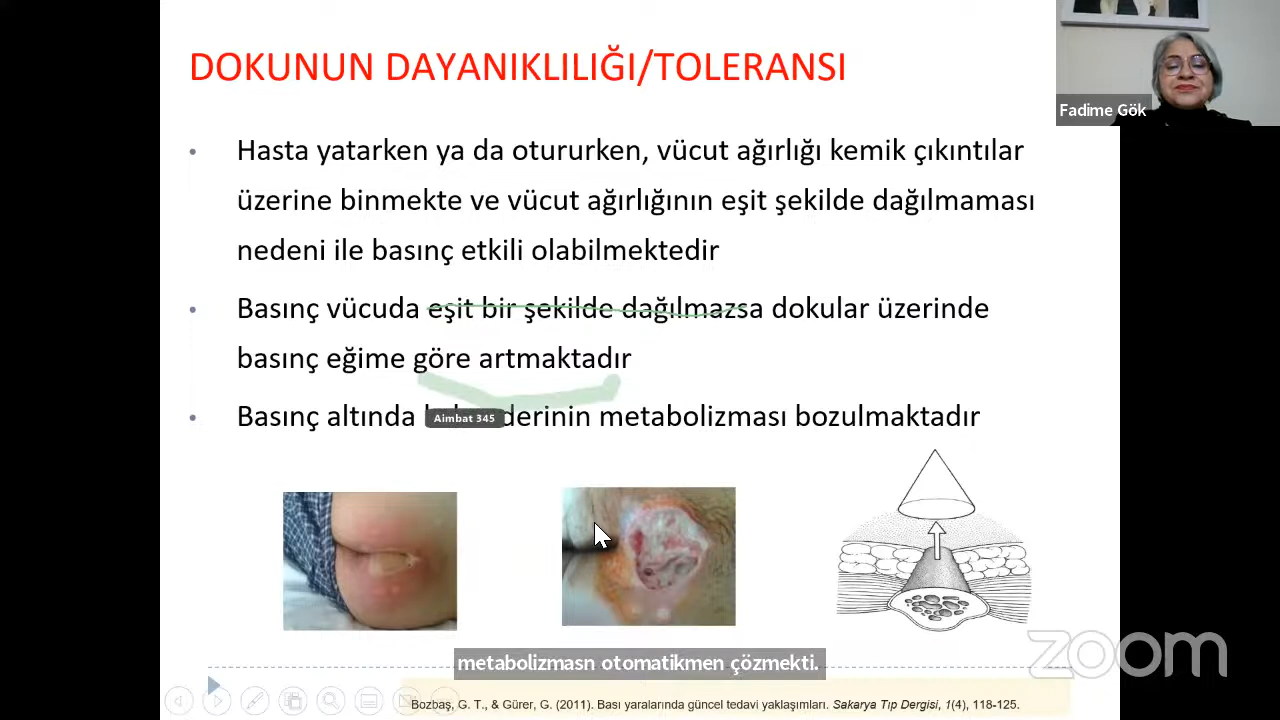 DOKUNUN DAYANIKLILIĞI/TOLERANSI
Fadime Gök
• Hasta yatarken ya da otururken, vücut ağırlığı kemik çıkıntılar
üzerine binmekte ve vücut ağırlığının eşit şekilde dağılmaması
nedeni ile basınç etkili olabilmektedir
• Basınç vücuda eşit bir şekilde dağılmazsa dokular üzerinde
basınç eğime göre artmaktadır
• Basınç altında derinin metabolizması bozulmaktadır
Aimbat 345
zoom
metabolizmasn otomatikmen çözmekti.
Bozbaş, G. T., & Gürer, G. (2011). Bası yaralarında güncel tedavi yaklaşımları. Sakarya Tıp Dergisi, 1(4), 118-125.